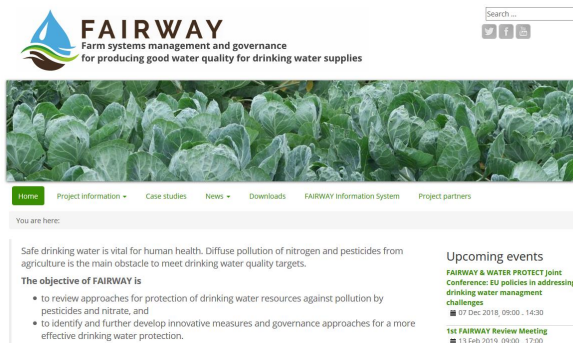 Search ...
FAIRWAY
Farm systems management and governance
for producing good water quality for drinking water supplies
Home Project information Case studies News Downloads FAIRWAY Information System Project partners
You are here:
Safe drinking water is vital for human health. Diffuse pollution of nitrogen and pesticides from
agriculture is the main obstacle to meet drinking water quality targets.
The objective of FAIRWAY is
• to review approaches for protection of drinking water resources against pollution by
pesticides and nitrate, and
• to identify and further develop innovative measures and governance approaches for a more
effective drinking water protection.
Upcoming events
FAIRWAY & WATER PROTECT Joint
Conference: EU policies in addressing
drinking water managment
challenges
07 Dec 2018, 09:00 - 14:30
1st FAIRWAY Review Meeting
13 Feb 2019, 09:00 17:00